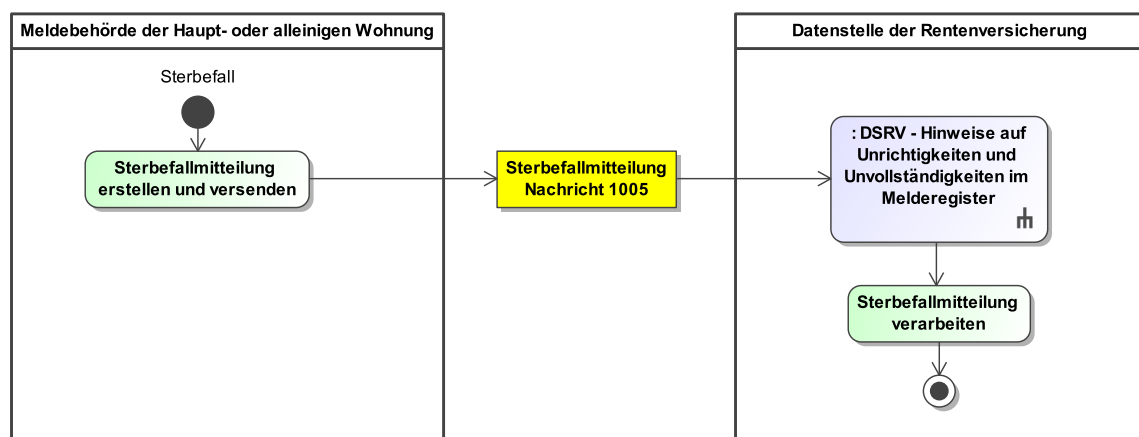 Meldebehörde der Haupt- oder alleinigen Wohnung
Sterbefall
Sterbefallmitteilung
erstellen und versenden
Sterbefallmitteilung
Nachricht 1005
Datenstelle der Rentenversicherung
: DSRV - Hinweise auf
Unrichtigkeiten und
Unvollständigkeiten im
Melderegister
Sterbefallmitteilung
verarbeiten